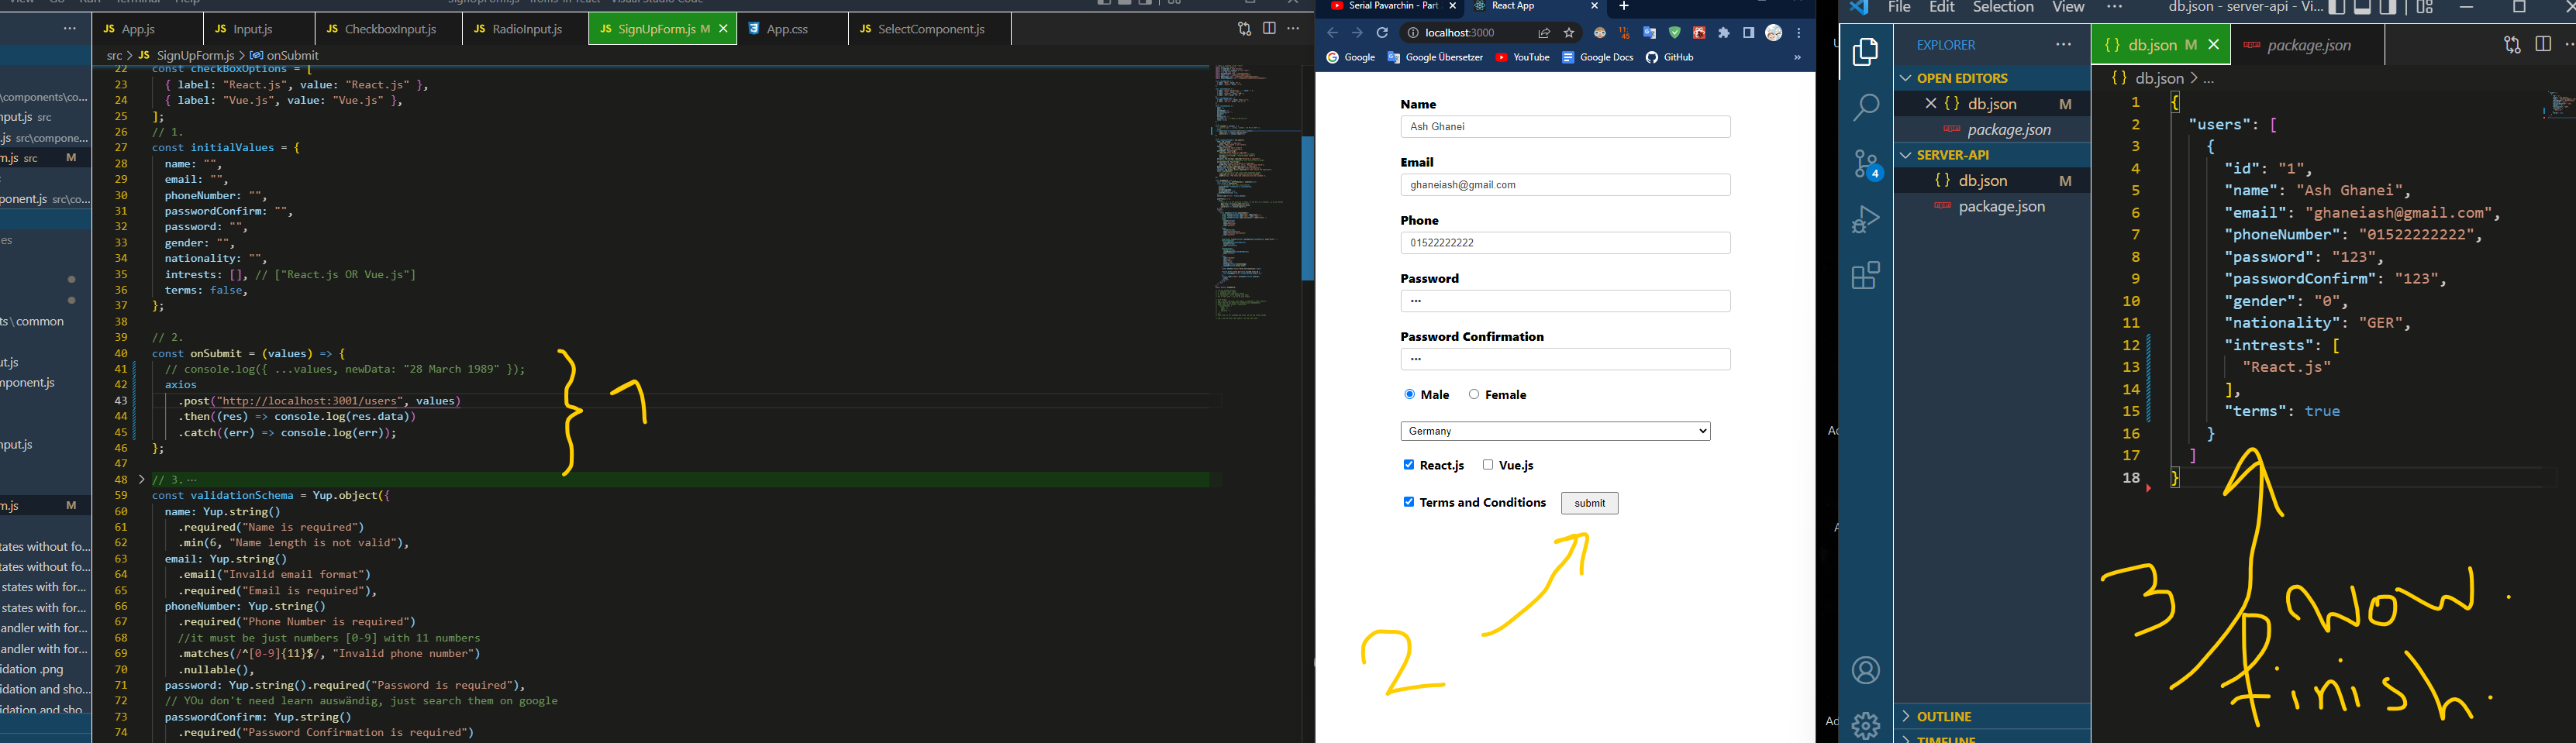 View Go Run Terminal Help
SignUpForm.js - froms-in-react - Visual Studio Code
App.js
Input.js
CheckboxInput.js
RadioInput.js
SignUpForm.js M
App.css
SelectComponent.js
src > JS SignUpForm.js > onSubmit
\components\co...
nput.js src
.js src\compone...
m.js src M
ponent.js src\co...
es
ts\common
ut.js
mponent.js
nput.js
m.js M
tates without fo...
tates without fo...
states with for...
states with for...
andler with for...
andler with for...
idation .png
idation and sho...
idation and sho...
22 const checkBoxOptions = [
23 { label: "React.js", value: "React.js" },
24 { label: "Vue.js", value: "Vue.js" },
25 ];
26 // 1.
27 const initialValues = {
28 name: "",
29 email: "",
30 phoneNumber: "",
31 passwordConfirm: "",
32 password: "",
33 gender: "",
34 nationality: "",
35 intrests: [], // ["React.js OR Vue.js"]
36 terms: false,
37 };
38
39 // 2.
40 const onSubmit = (values) => {
41 // console.log({ ...values, newData: "28 March 1989" });
42 axios
43 .post("http://localhost:3001/users", values)
44 .then((res) => console.log(res.data))
45 .catch((err) => console.log(err));
46 };
47
48 // 3. ...
59 const validationSchema = Yup.object({
60 name: Yup.string()
61 .required("Name is required")
62 .min(6, "Name length is not valid"),
63 email: Yup.string()
64 .email("Invalid email format")
65 .required("Email is required"),
66 phoneNumber: Yup.string()
67 .required("Phone Number is required")
68 //it must be just numbers [0-9] with 11 numbers
69 .matches(/^[0-9]{11}$/, "Invalid phone number")
70 .nullable(),
71 password: Yup.string().required("Password is required"),
72 // YOu don't need learn auswändig, just search them on google
73 passwordConfirm: Yup.string()
74 .required("Password Confirmation is required")
1
Serial Pavarchin - Part
React App
localhost:3000
Google
Google Übersetzer
YouTube
Google Docs
GitHub
»
Name
Ash Ghanei
Email
ghaneiash@gmail.com
Phone
01522222222
Password
•••
Password Confirmation
•••
Male Female
Germany
React.js Vue.js
Terms and Conditions submit
2
File Edit Selection View ...
db.json - server-api - Vi...
EXPLORER
OPEN EDITORS
db.json M
package.json
SERVER-API
db.json M
package.json
4
OUTLINE
TIMELINE
db.json M
package.json
{} db.json > ...
1 {
2 "users": [
3 {
4 "id": "1",
5 "name": "Ash Ghanei",
6 "email": "ghaneiash@gmail.com",
7 "phoneNumber": "01522222222",
8 "password": "123",
9 "passwordConfirm": "123",
10 "gender": "0",
11 "nationality": "GER",
12 "intrests": [
13 "React.js"
14 ],
15 "terms": true
16 }
17 ]
18 }
3
Now.
finish.